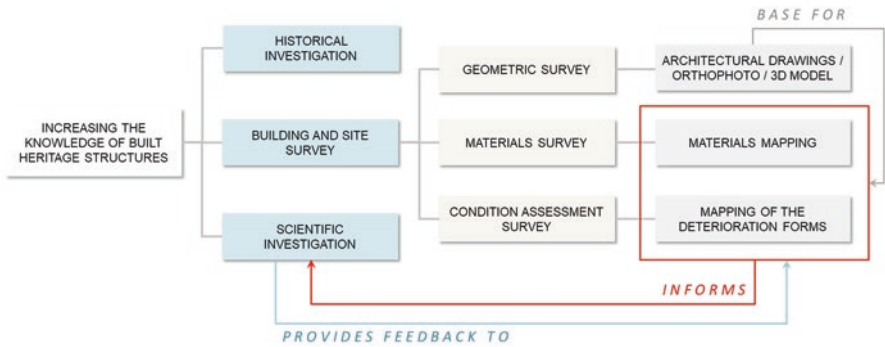 BASE FOR
HISTORICAL
INVESTIGATION
GEOMETRIC SURVEY
ARCHITECTURAL DRAWINGS /
ORTHOPHOTO / 3D MODEL
INCREASING THE
KNOWLEDGE OF BUILT
HERITAGE STRUCTURES
BUILDING AND SITE
SURVEY
MATERIALS SURVEY
MATERIALS MAPPING
SCIENTIFIC
INVESTIGATION
CONDITION ASSESSMENT
SURVEY
MAPPING OF THE
DETERIORATION FORMS
INFORMS
PROVIDES FEEDBACK TO